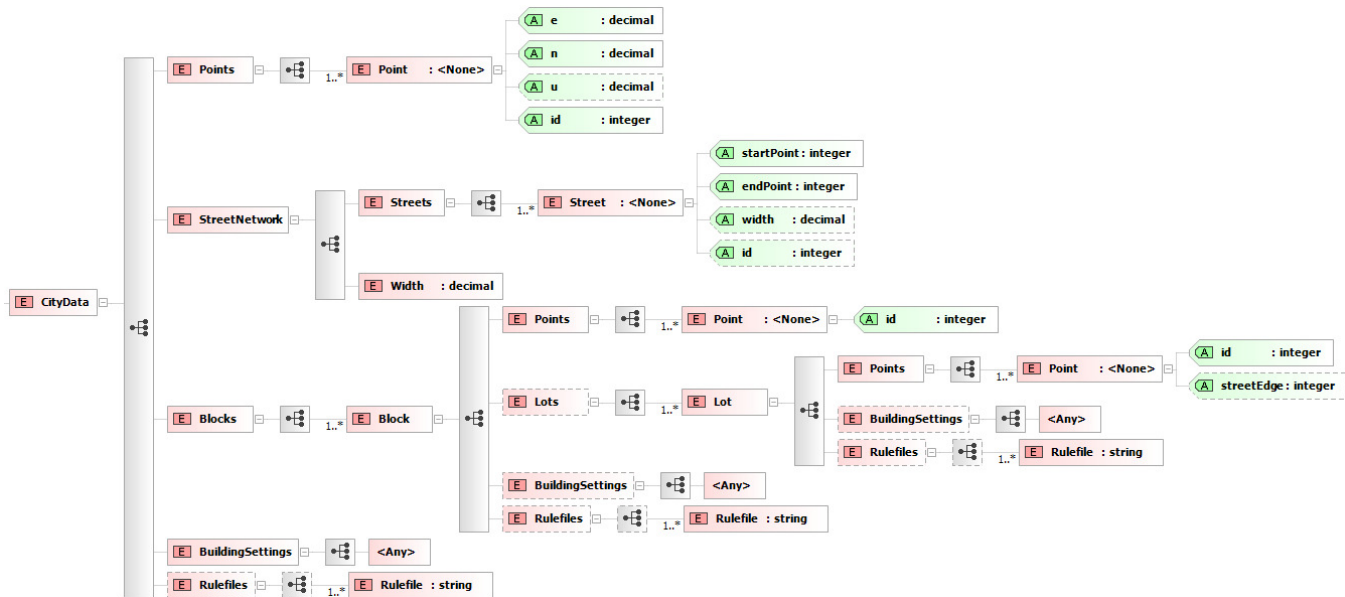 A e : decimal
A n : decimal
E Points 1..* E Point : <None>
A u : decimal
A id : integer
A startPoint : integer
A endPoint : integer
E Streets 1..* E Street : <None>
E StreetNetwork
A width : decimal
A id : integer
E Width : decimal
E CityData
E Points 1..* E Point : <None> A id : integer
A id : integer
E Points 1..* E Point : <None>
A streetEdge : integer
E Lots 1..* E Lot
E Blocks 1..* E Block
E BuildingSettings <Any>
E Rulefiles 1..* E Rulefile : string
E BuildingSettings <Any>
E Rulefiles 1..* E Rulefile : string
E BuildingSettings <Any>
E Rulefiles 1..* E Rulefile : string